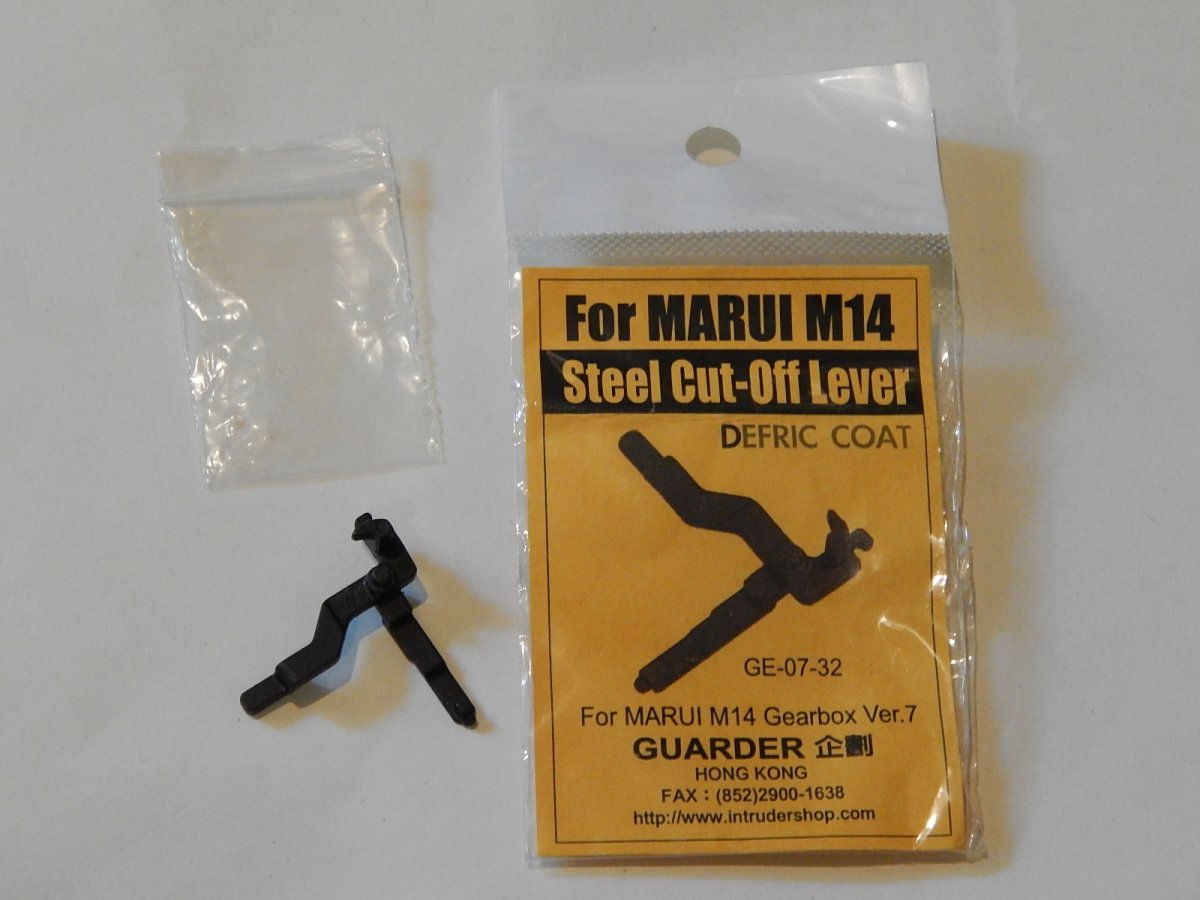 For MARUI M14
Steel Cut-Off Lever
DEFRIC COAT
GE-07-32
For MARUI M14 Gearbox Ver.7
GUARDER 企劃
HONG KONG
FAX：(852)2900-1638
http://www.intrudershop.com